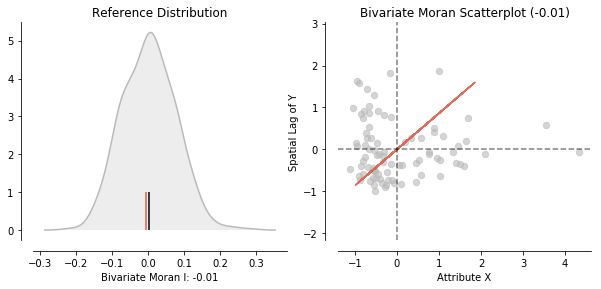 Reference Distribution
5
4
3
2
1
0
−0.3 −0.2 −0.1 0.0 0.1 0.2 0.3
Bivariate Moran I: -0.01
Bivariate Moran Scatterplot (-0.01)
Spatial Lag of Y
3
2
1
0
−1
−2
−1 0 1 2 3 4
Attribute X